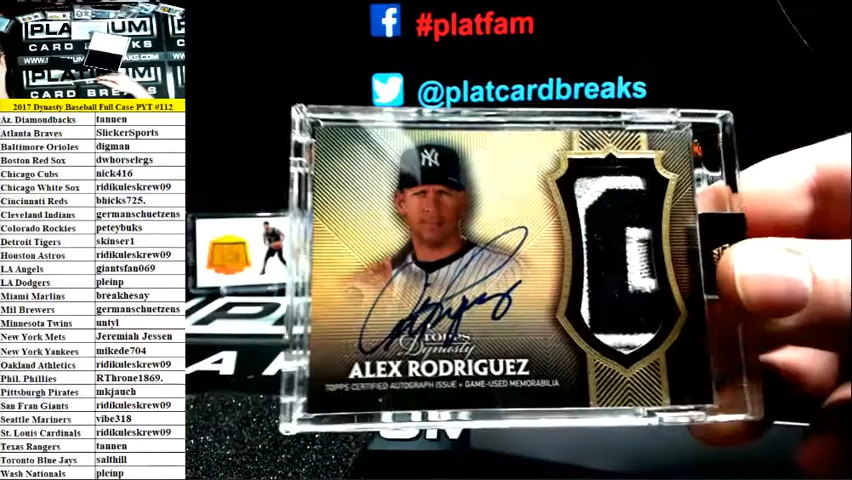 #platfam
@platcardbreaks
PLATINUM
CARD BREAKS
2017 Dynasty Baseball Full Case PYT #112
Az. Diamondbacks tannen
Atlanta Braves SlickerSports
Baltimore Orioles digman
Boston Red Sox dwhorselegs
Chicago Cubs nick416
Chicago White Sox ridikuleskrew09
Cincinnati Reds bhicks725.
Cleveland Indians germanschuetzens
Colorado Rockies peteybuks
Detroit Tigers skinser1
Houston Astros ridikuleskrew09
LA Angels giantsfan069
LA Dodgers pleinp
Miami Marlins breakhesay
Mil Brewers germanschuetzens
Minnesota Twins untyl
New York Mets Jeremiah Jessen
New York Yankees mikede704
Oakland Athletics ridikuleskrew09
Phil. Phillies RThrone1869.
Pittsburgh Pirates mkjauch
San Fran Giants ridikuleskrew09
Seattle Mariners vibe318
St. Louis Cardinals ridikuleskrew09
Texas Rangers tannen
Toronto Blue Jays salthill
Wash Nationals pleinp
TOPPS
Dynasty
ALEX RODRIGUEZ
TOPPS CERTIFIED AUTOGRAPH ISSUE • GAME-USED MEMORABILIA